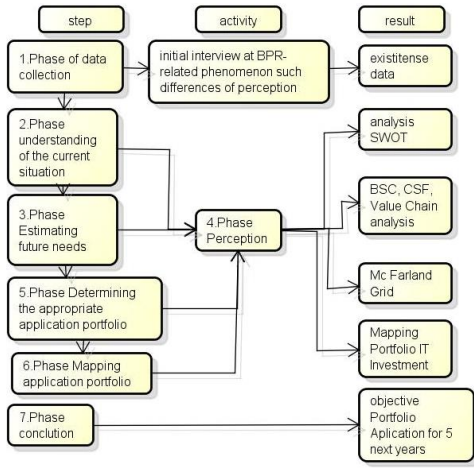 step
activity
result
1.Phase of data
collection
initial interview at BPR-
related phenomenon such
differences of perception
existitense
data
2.Phase
understanding
of the current
situation
analysis
SWOT
3.Phase
Estimating
future needs
4.Phase
Perception
BSC, CSF,
Value Chain
analysis
5.Phase Determining
the appropriate
application portfolio
Mc Farland
Grid
6.Phase Mapping
application portfolio
Mapping
Portfolio IT
Investment
7.Phase
conclution
objective
Portfolio
Aplication for 5
next years